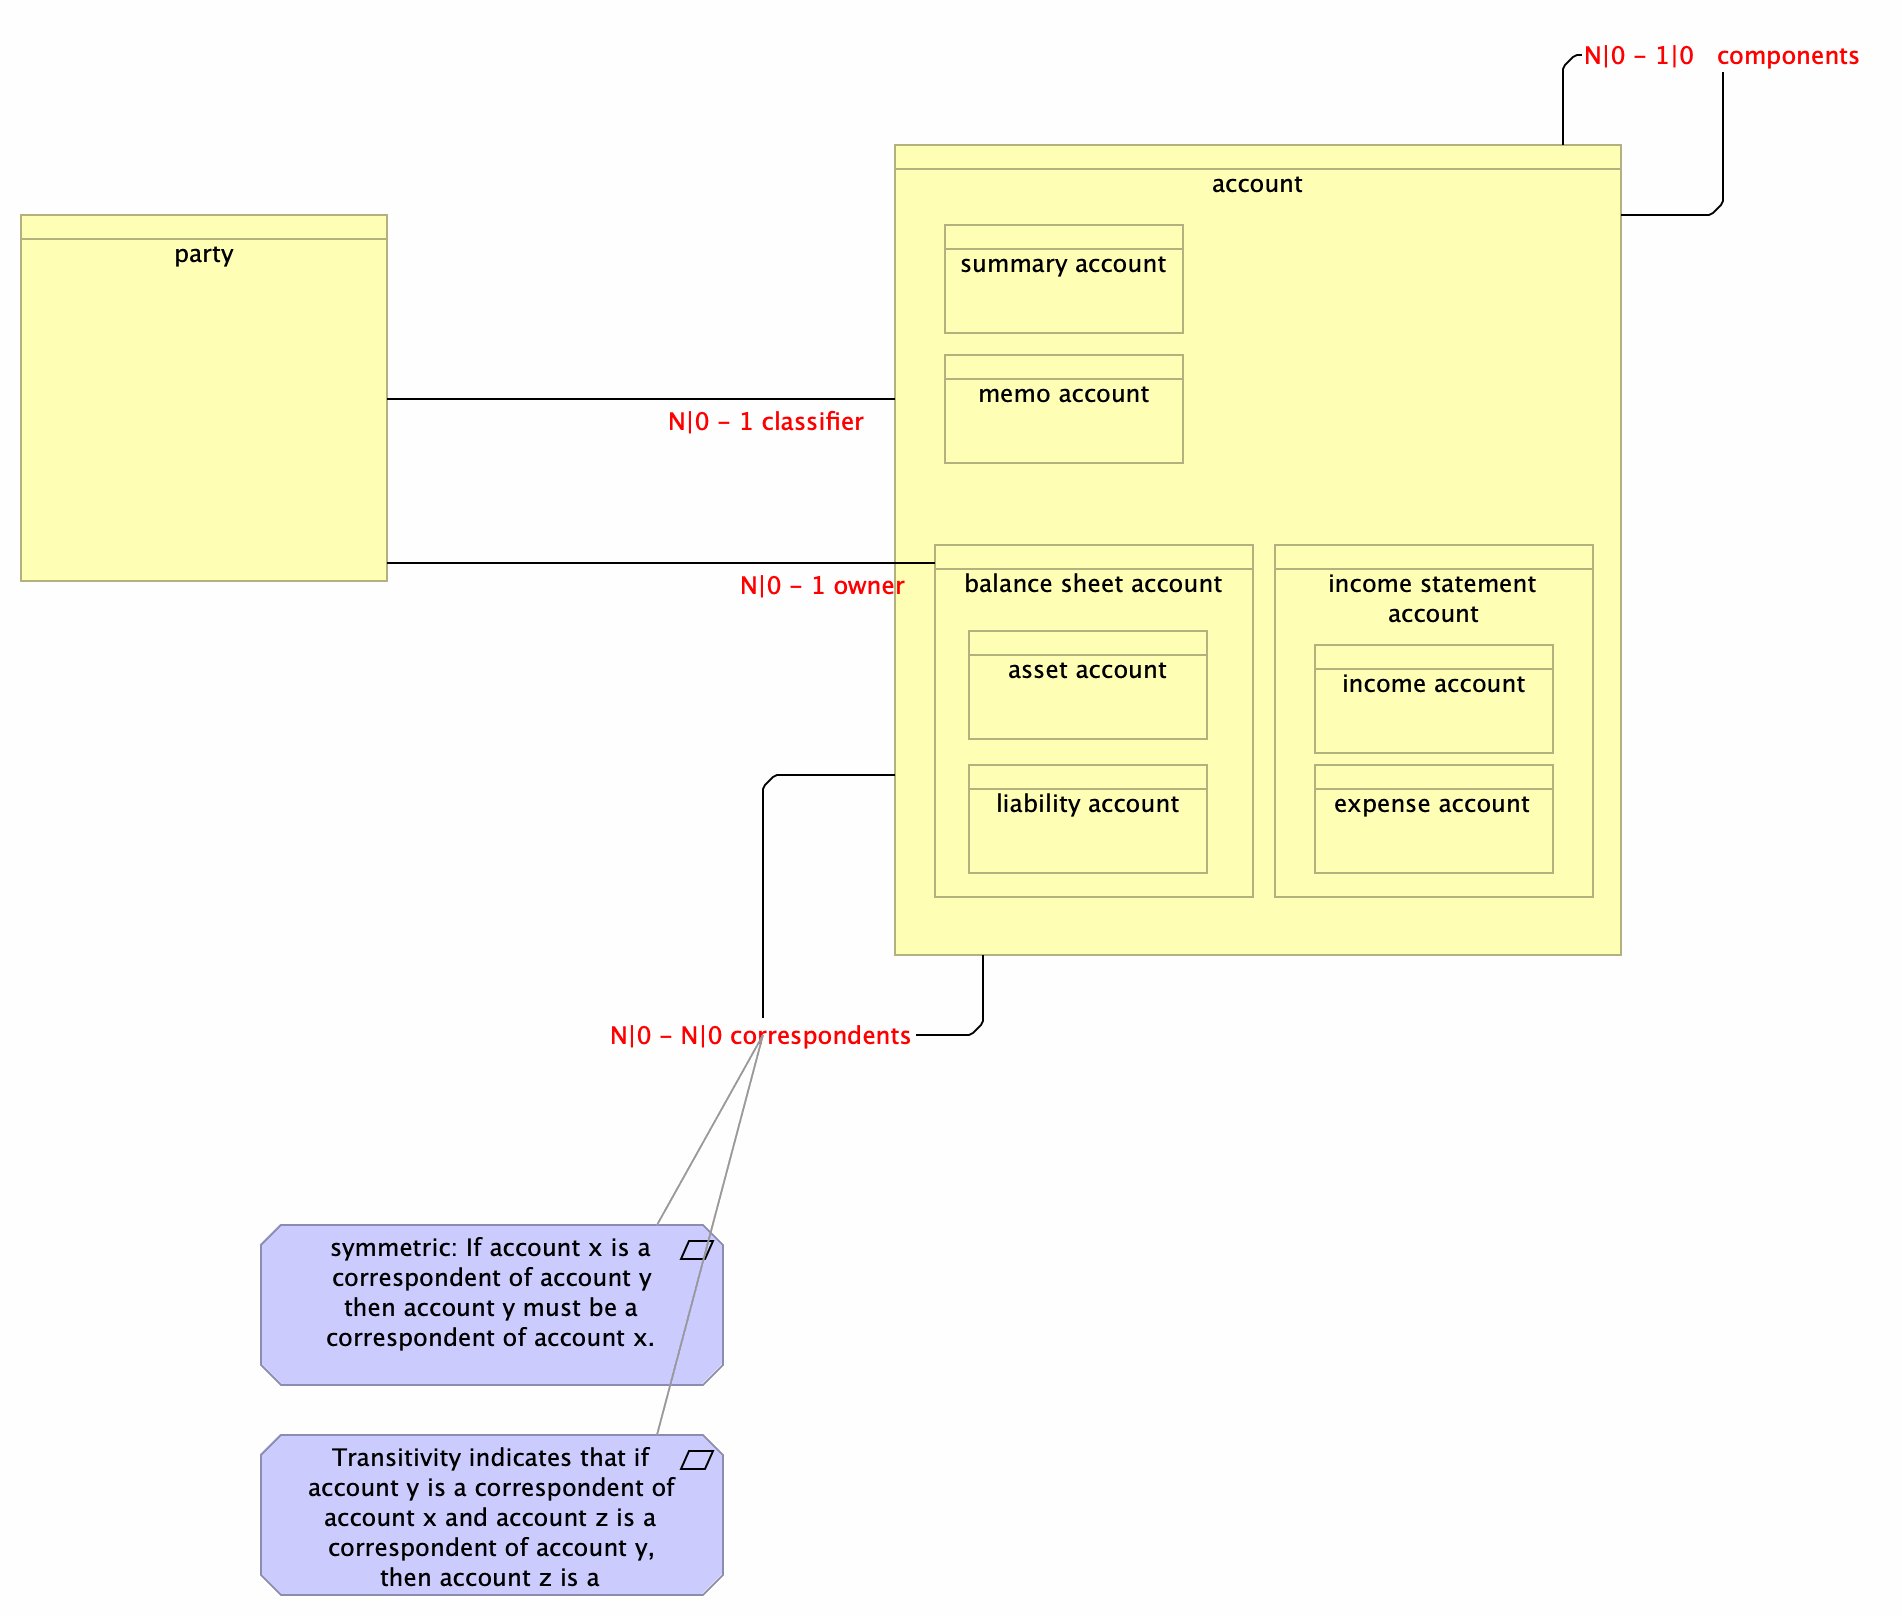 N|0 – 1|0   components
account
party
summary account
memo account
N|0 – 1 classifier
N|0 – 1 owner
balance sheet account
income statement
account
asset account
income account
liability account
expense account
N|0 – N|0 correspondents
symmetric: If account x is a
correspondent of account y
then account y must be a
correspondent of account x.
Transitivity indicates that if
account y is a correspondent of
account x and account z is a
correspondent of account y,
then account z is a